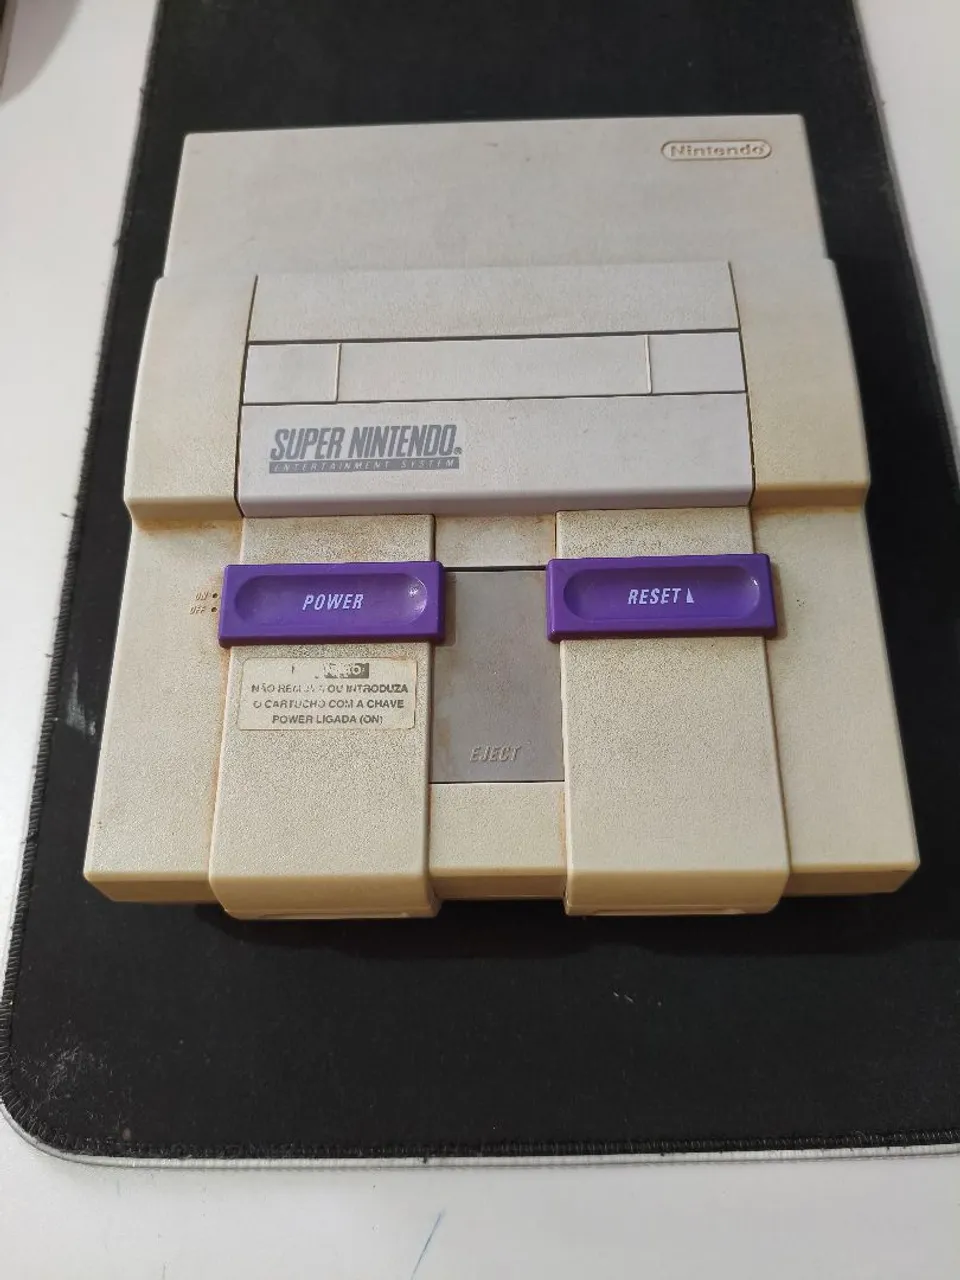 Nintendo
SUPER NINTENDO®
ENTERTAINMENT SYSTEM
ON
OFF
POWER
RESET
NÃO REMOVA OU INTRODUZA
O CARTUCHO COM A CHAVE
POWER LIGADA (ON)
EJECT